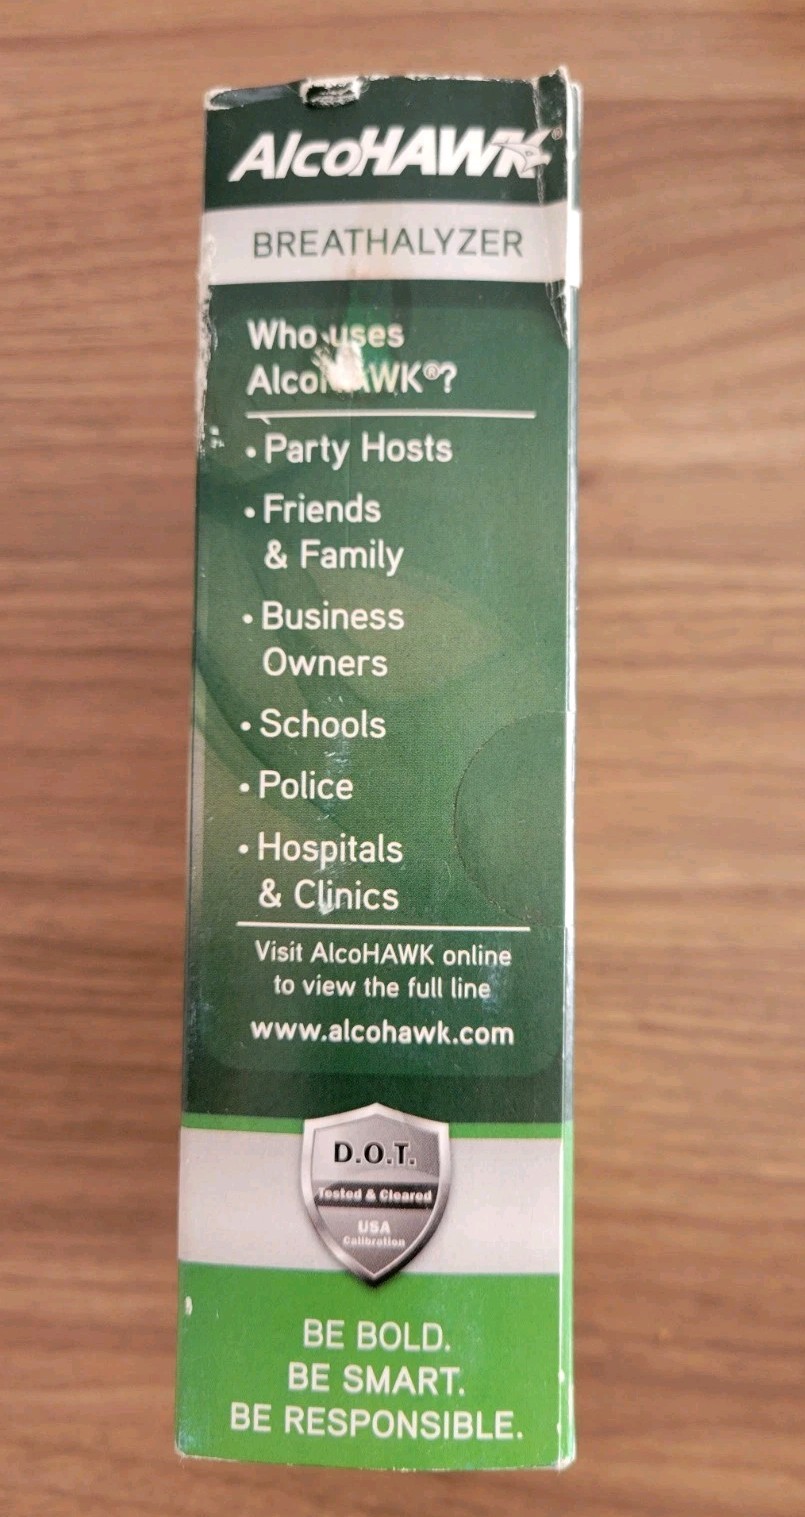 AlcoHAWK®
BREATHALYZER
Who uses
AlcoHAWK®?
• Party Hosts
• Friends
& Family
• Business
Owners
• Schools
• Police
• Hospitals
& Clinics
Visit AlcoHAWK online
to view the full line
www.alcohawk.com
D.O.T.
Tested & Cleared
USA
Calibration
BE BOLD.
BE SMART.
BE RESPONSIBLE.